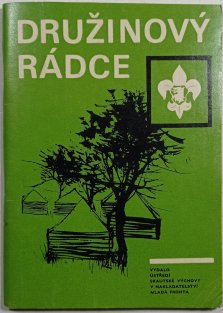 DRUŽINOVÝ
RÁDCE
VYDALO
ÚSTŘEDÍ
SKAUTSKÉ VÝCHOVY
V NAKLADATELSTVÍ
MLADÁ FRONTA